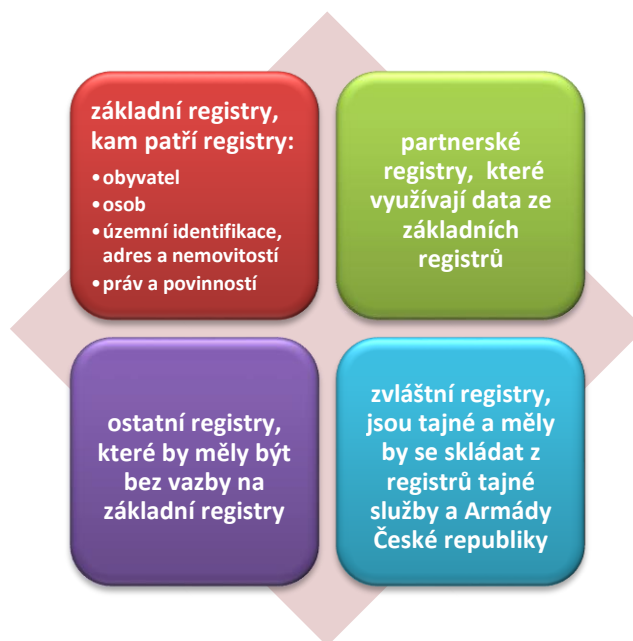 základní registry,
kam patří registry:
•obyvatel
•osob
•územní identifikace,
adres a nemovitostí
•práv a povinností
partnerské
registry, které
využívají data ze
základních
registrů
ostatní registry,
které by měly být
bez vazby na
základní registry
zvláštní registry,
jsou tajné a měly
by se skládat z
registrů tajné
služby a Armády
České republiky